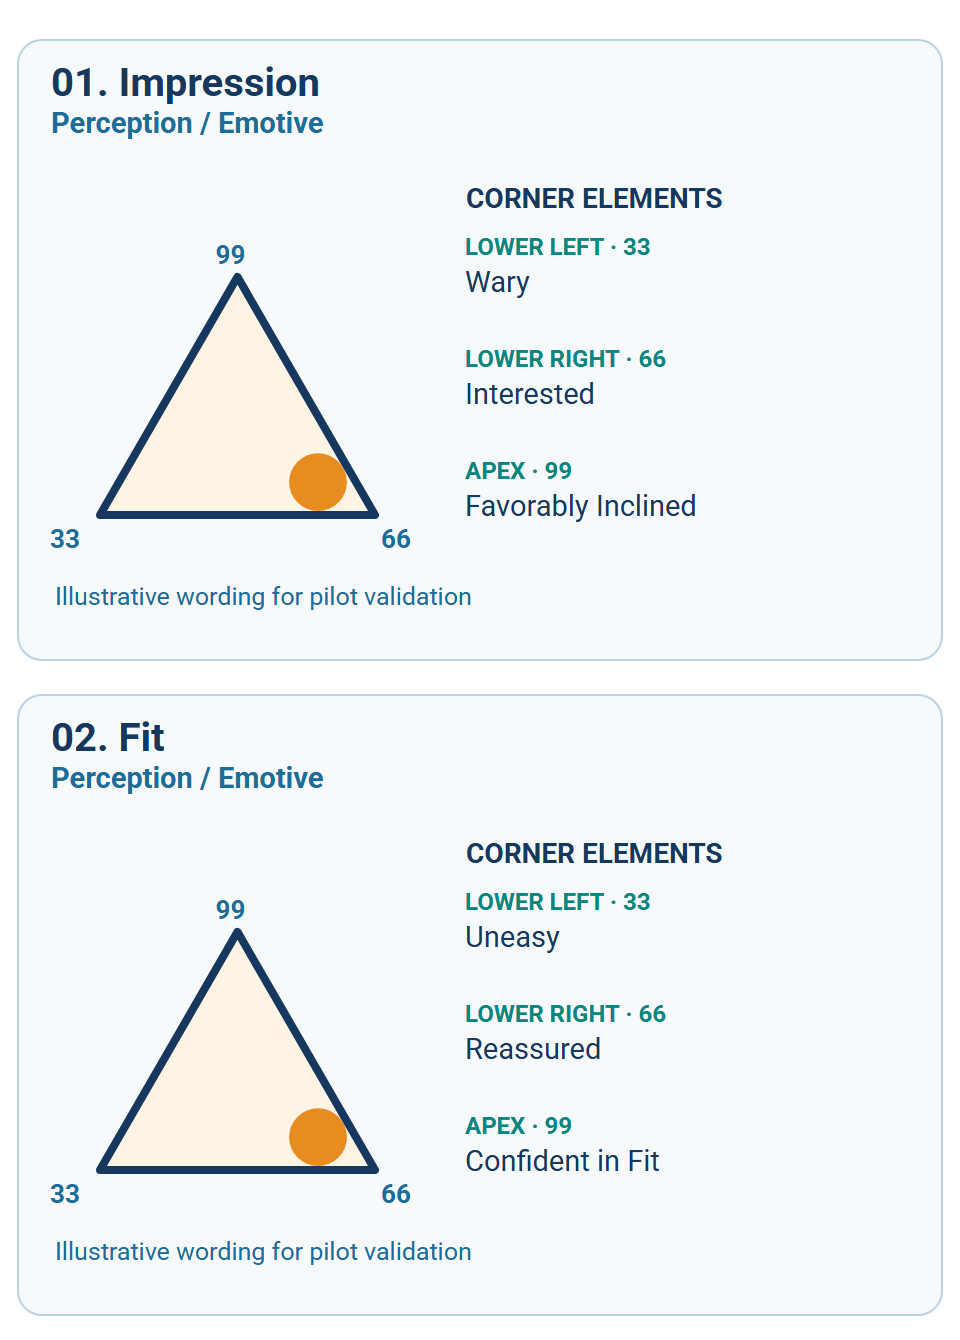 01. Impression
Perception / Emotive
CORNER ELEMENTS
LOWER LEFT · 33
Wary
99
LOWER RIGHT · 66
Interested
APEX · 99
Favorably Inclined
33
66
Illustrative wording for pilot validation
02. Fit
Perception / Emotive
CORNER ELEMENTS
LOWER LEFT · 33
Uneasy
99
LOWER RIGHT · 66
Reassured
APEX · 99
Confident in Fit
33
66
Illustrative wording for pilot validation